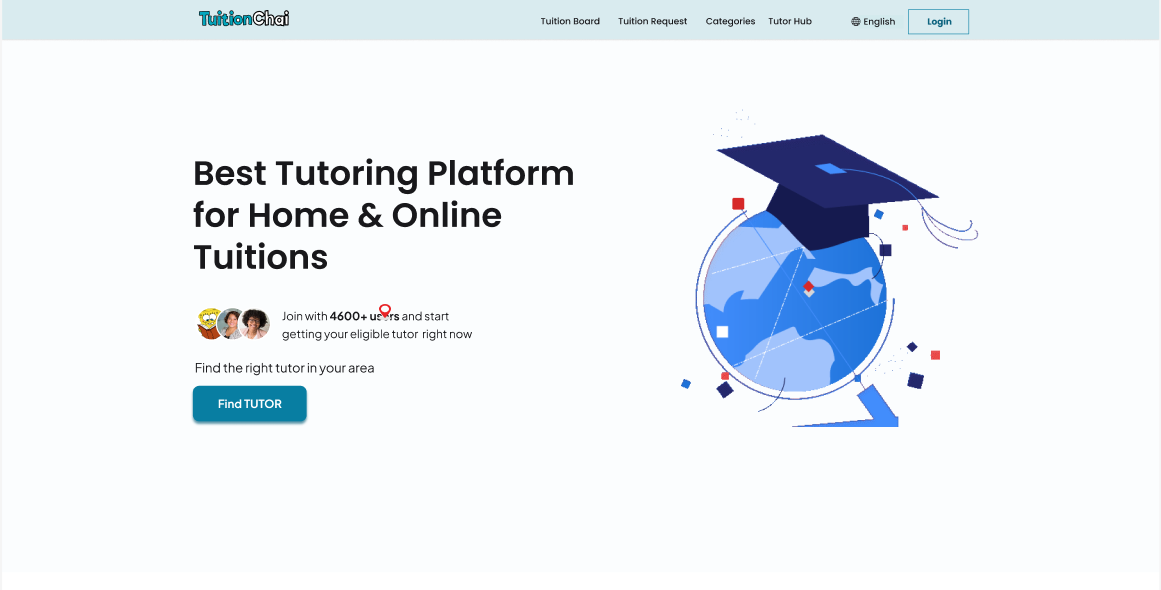 TuitionChai
Tuition Board Tuition Request Categories Tutor Hub English Login
Best Tutoring Platform
for Home & Online
Tuitions
Join with 4600+ users and start
getting your eligible tutor right now
Find the right tutor in your area
Find TUTOR